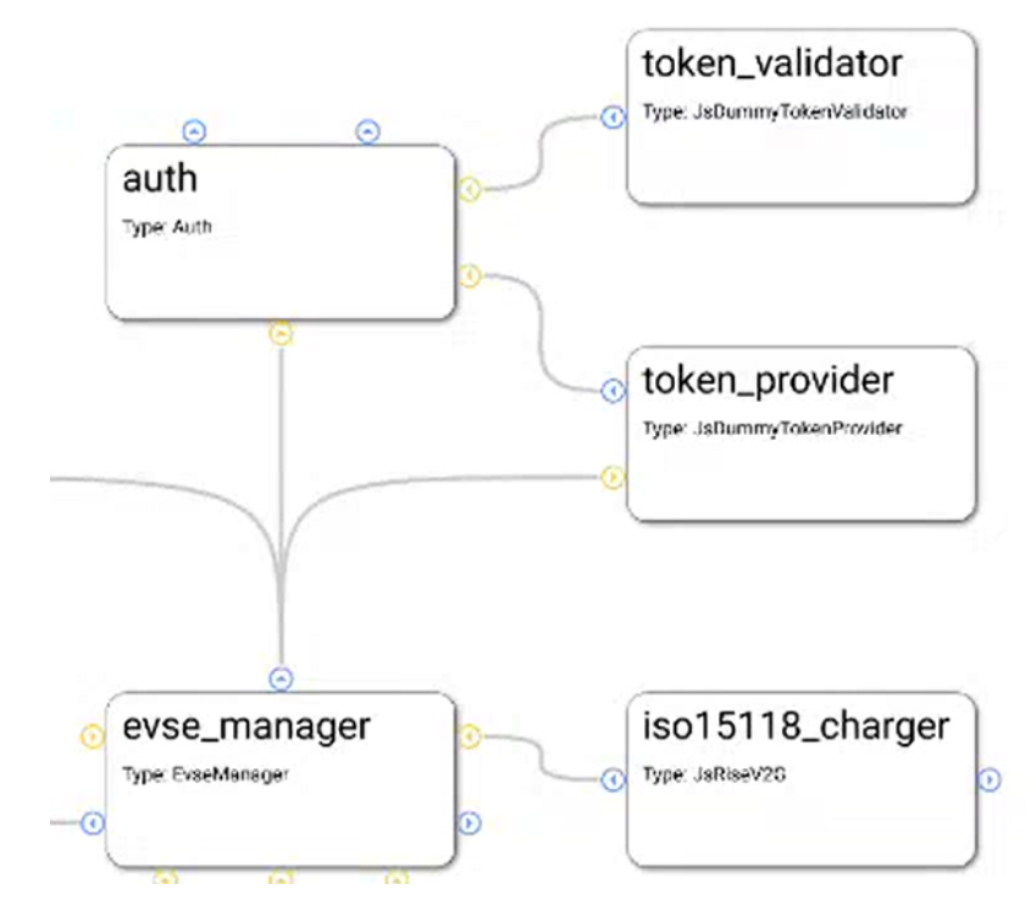 token_validator
Type: JsDummyTokenValidator
auth
Type: Auth
token_provider
Type: JsDummyTokenProvider
evse_manager
Type: EvseManager
iso15118_charger
Type: JsRiseV2G